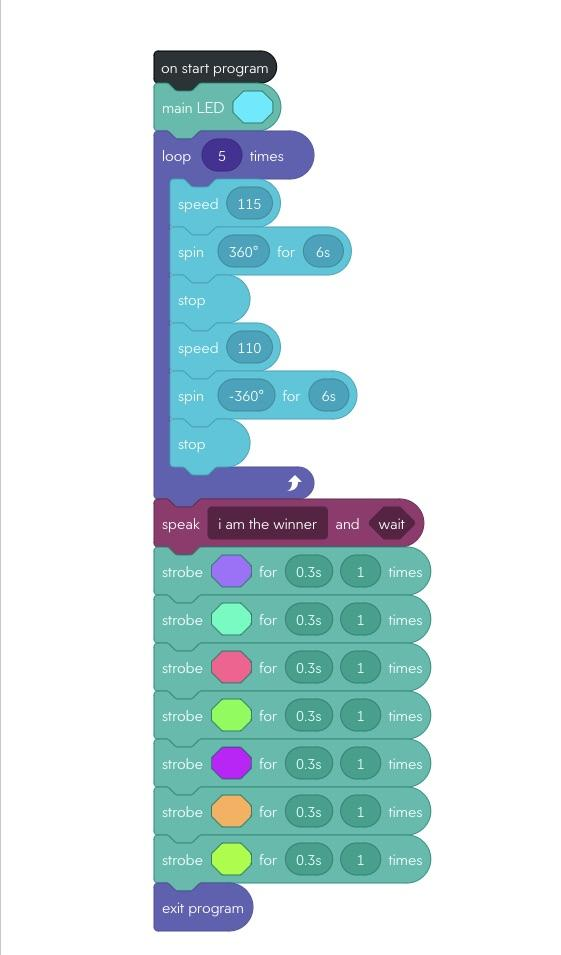 on start program
main LED
loop 5 times
speed 115
spin 360° for 6s
stop
speed 110
spin -360° for 6s
stop
speak i am the winner and wait
strobe for 0.3s 1 times
strobe for 0.3s 1 times
strobe for 0.3s 1 times
strobe for 0.3s 1 times
strobe for 0.3s 1 times
strobe for 0.3s 1 times
strobe for 0.3s 1 times
exit program